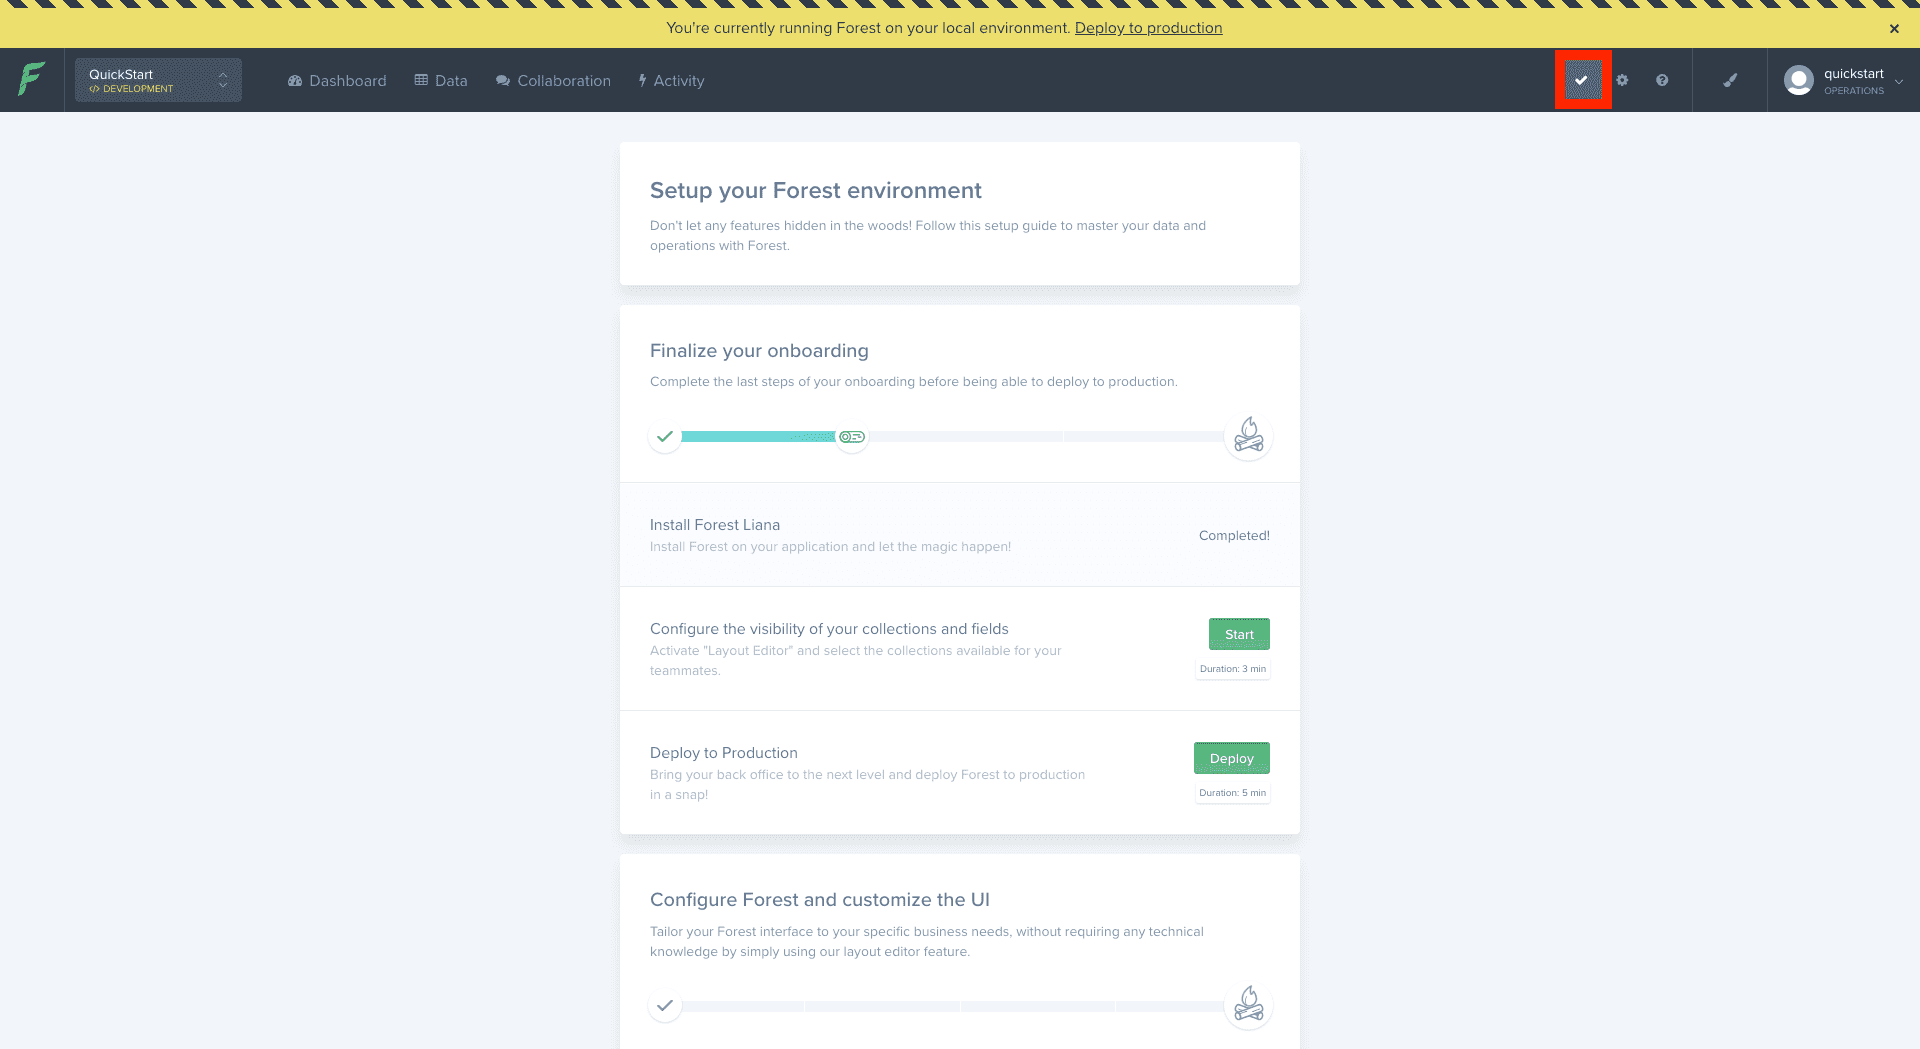 You're currently running Forest on your local environment. Deploy to production
QuickStart
</> DEVELOPMENT
Dashboard
Data
Collaboration
Activity
quickstart
OPERATIONS
Setup your Forest environment
Don't let any features hidden in the woods! Follow this setup guide to master your data and
operations with Forest.
Finalize your onboarding
Complete the last steps of your onboarding before being able to deploy to production.
Install Forest Liana
Install Forest on your application and let the magic happen!
Completed!
Configure the visibility of your collections and fields
Activate "Layout Editor" and select the collections available for your
teammates.
Start
Duration: 3 min
Deploy to Production
Bring your back office to the next level and deploy Forest to production
in a snap!
Deploy
Duration: 5 min
Configure Forest and customize the UI
Tailor your Forest interface to your specific business needs, without requiring any technical
knowledge by simply using our layout editor feature.